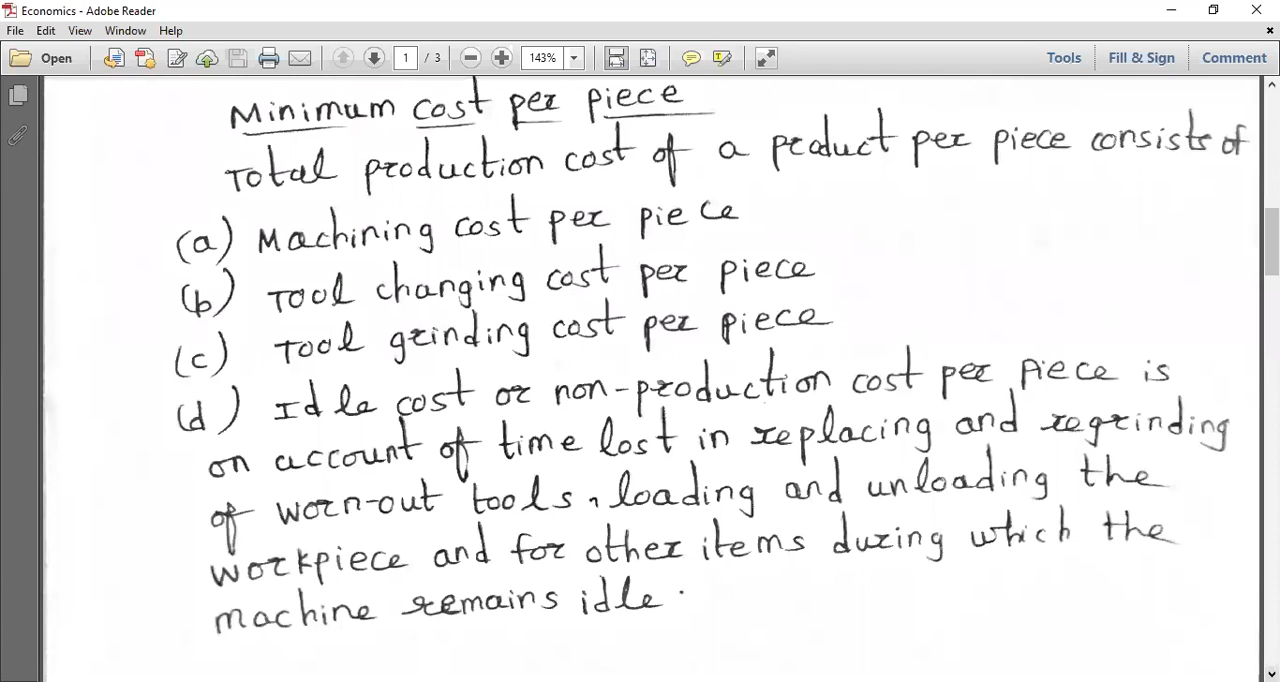 Economics - Adobe Reader
File Edit View Window Help
Open 1 / 3 143% Tools Fill & Sign Comment
Minimum cost per piece
Total production cost of a product per piece consists of
(a) Machining cost per piece
(b) Tool changing cost per piece
(c) Tool grinding cost per piece
(d) Idle cost or non-production cost per piece is
on account of time lost in replacing and regrinding
of worn-out tools, loading and unloading the
workpiece and for other items during which the
machine remains idle.